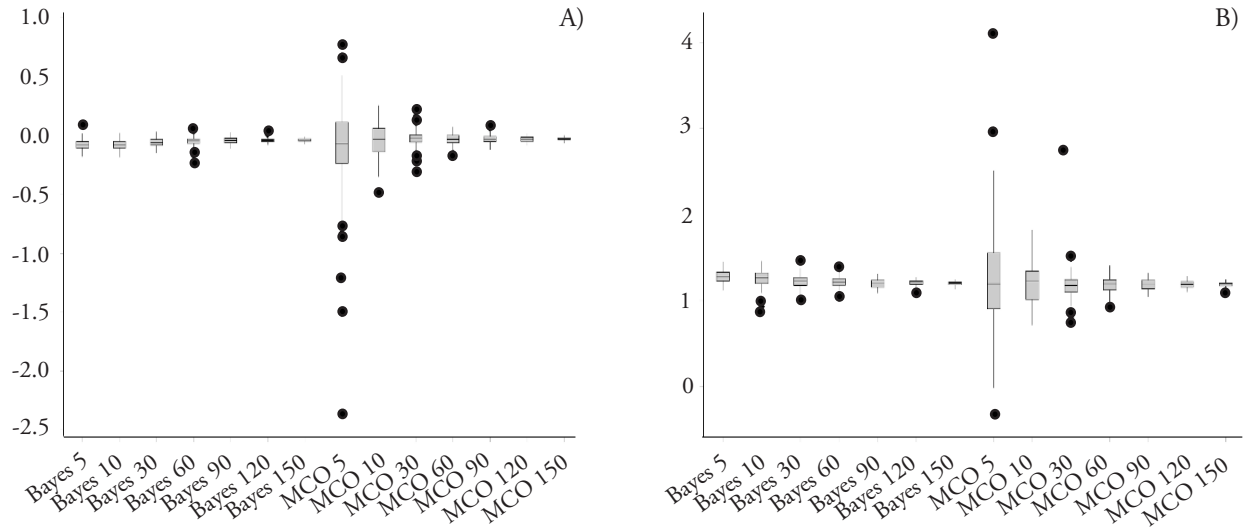 A)
1.0
0.5
0.0
-0.5
-1.0
-1.5
-2.0
-2.5
Bayes 5
Bayes 10
Bayes 30
Bayes 60
Bayes 90
Bayes 120
Bayes 150
MCO 5
MCO 10
MCO 30
MCO 60
MCO 90
MCO 120
MCO 150
B)
4
3
2
1
0
Bayes 5
Bayes 10
Bayes 30
Bayes 60
Bayes 90
Bayes 120
Bayes 150
MCO 5
MCO 10
MCO 30
MCO 60
MCO 90
MCO 120
MCO 150